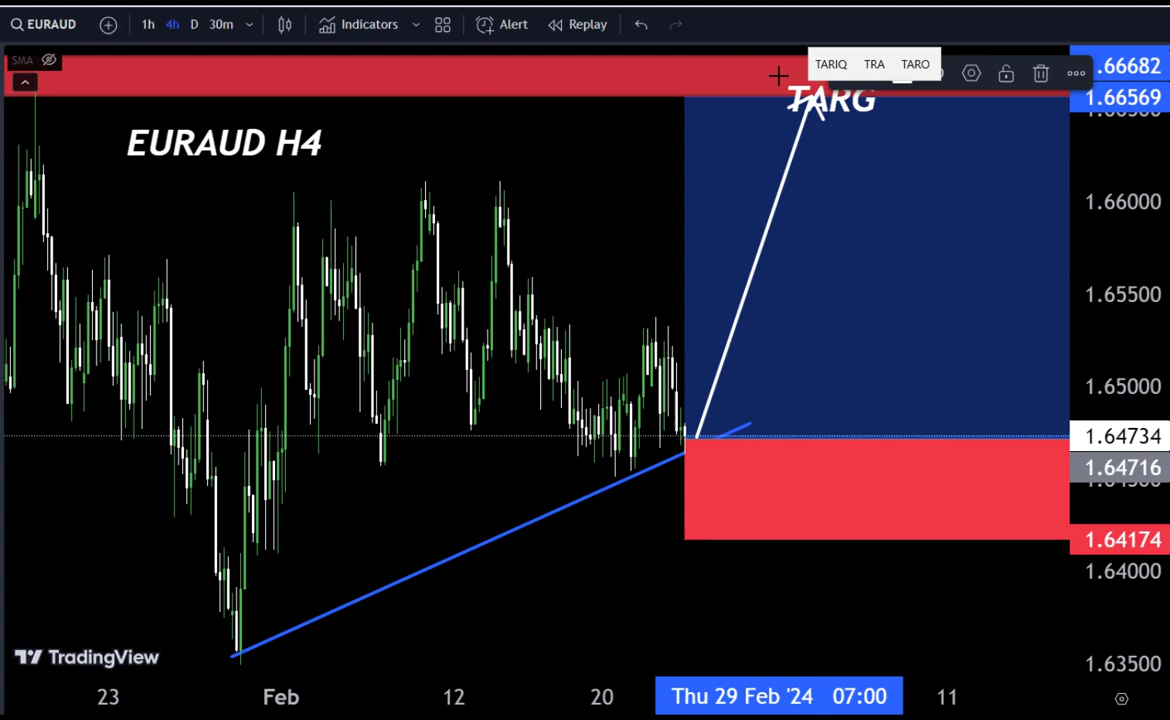 EURAUD 1h 4h D 30m Indicators Alert Replay
SMA
TARIQ TRA TARO
1.66682
1.66569
TARG
EURAUD H4
1.66000
1.65500
1.65000
1.64734
1.64716
1.64174
1.64000
1.63500
TradingView
23 Feb 12 20 Thu 29 Feb '24 07:00 11